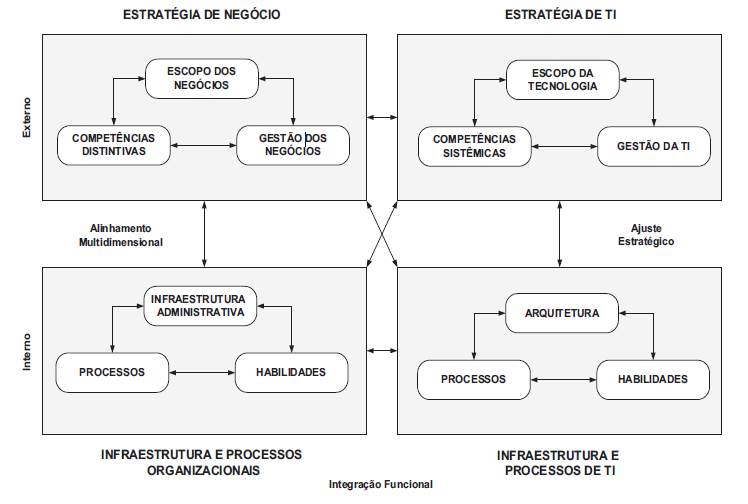 ESTRATÉGIA DE NEGÓCIO
ESTRATÉGIA DE TI
Externo
ESCOPO DOS
NEGÓCIOS
COMPETÊNCIAS
DISTINTIVAS
GESTÃO DOS
NEGÓCIOS
ESCOPO DA
TECNOLOGIA
COMPETÊNCIAS
SISTÊMICAS
GESTÃO DA TI
Alinhamento
Multidimensional
Ajuste
Estratégico
Interno
INFRAESTRUTURA
ADMINISTRATIVA
PROCESSOS
HABILIDADES
ARQUITETURA
PROCESSOS
HABILIDADES
INFRAESTRUTURA E PROCESSOS
ORGANIZACIONAIS
INFRAESTRUTURA E
PROCESSOS DE TI
Integração Funcional